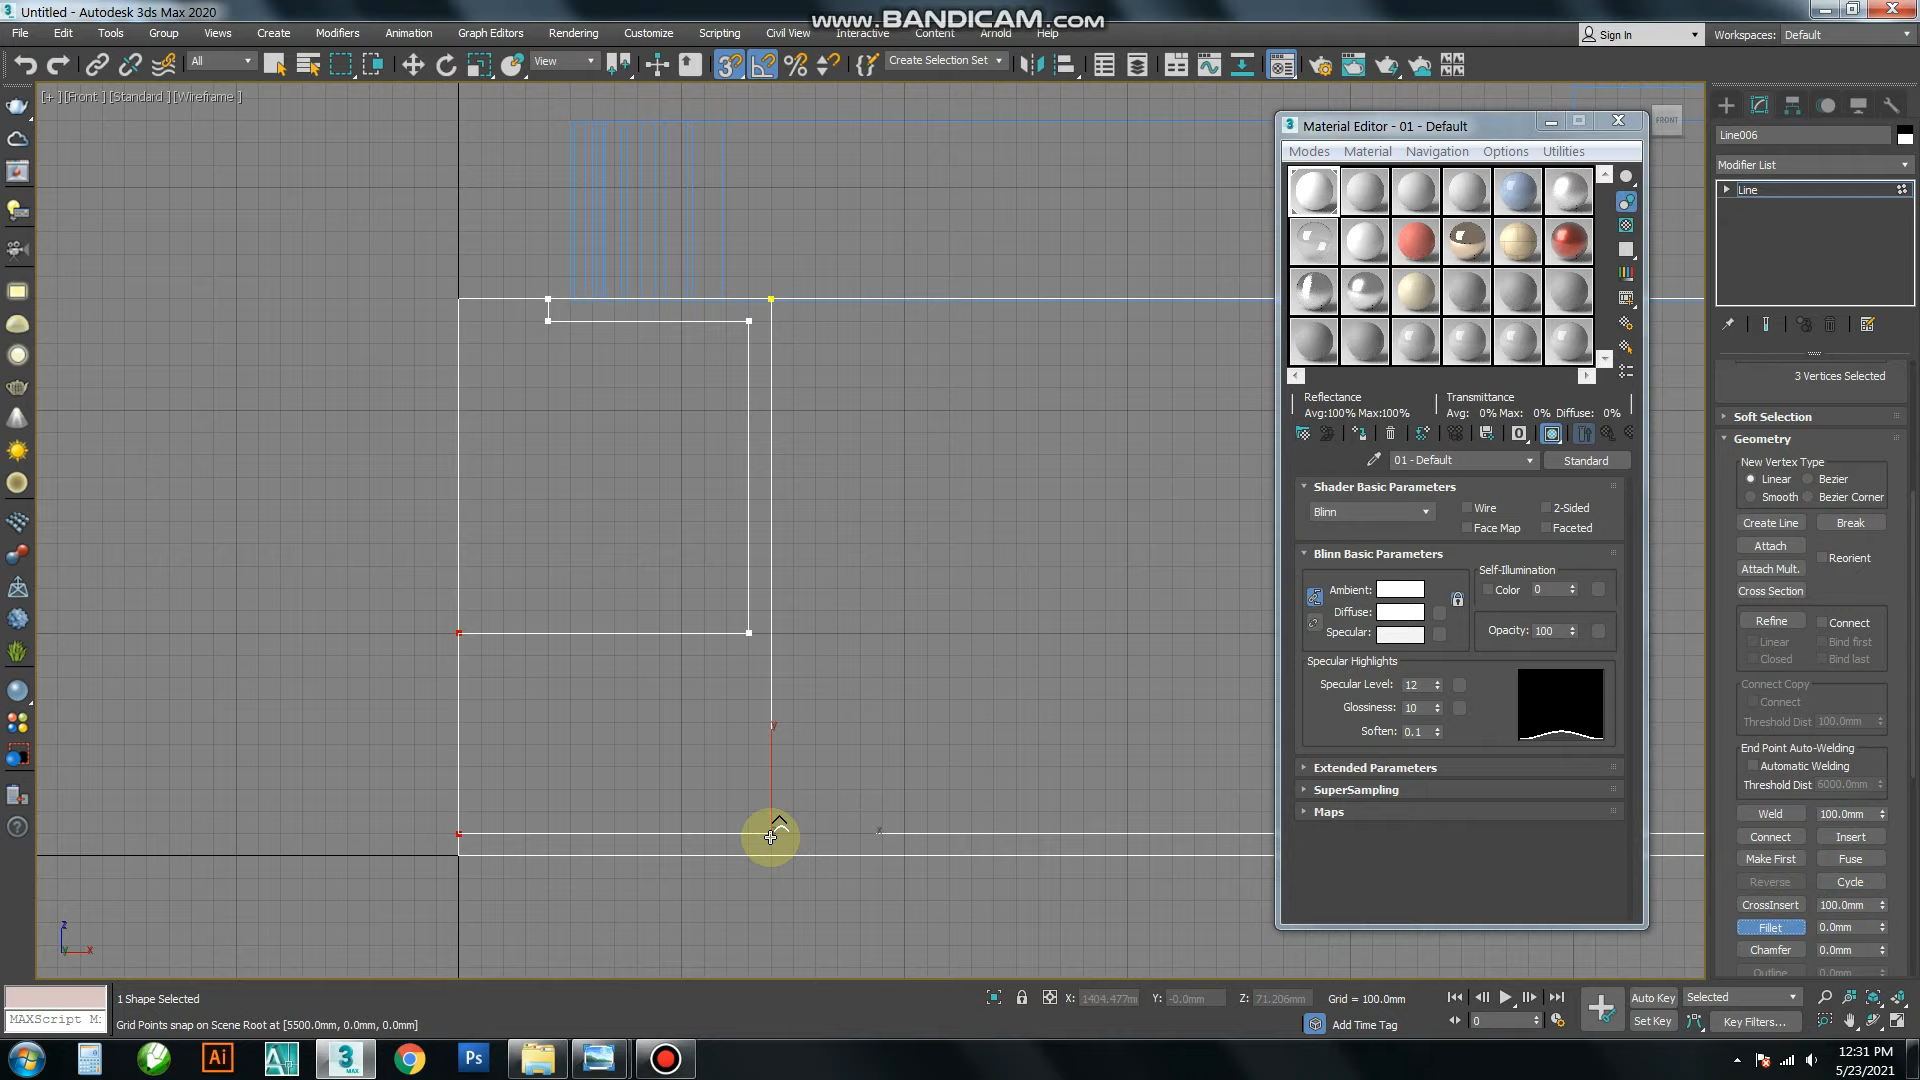 Untitled - Autodesk 3ds Max 2020
www.BANDICAM.com
File Edit Tools Group Views Create Modifiers Animation Graph Editors Rendering Customize Scripting Civil View Interactive Content Arnold Help
Sign In
Workspaces: Default
All
View
Create Selection Set
[+ ] [Front ] [Standard ] [Wireframe ]
FRONT
Material Editor - 01 - Default
Modes Material Navigation Options Utilities
Reflectance Transmittance
Avg:100% Max:100% Avg: 0% Max: 0% Diffuse: 0%
01 - Default
Standard
Shader Basic Parameters
Blinn
Wire 2-Sided
Face Map Faceted
Blinn Basic Parameters
Self-Illumination
Ambient:
Color 0
Diffuse:
Specular:
Opacity: 100
Specular Highlights
Specular Level: 12
Glossiness: 10
Soften: 0.1
Extended Parameters
SuperSampling
Maps
Line006
Modifier List
Line
3 Vertices Selected
Soft Selection
Geometry
New Vertex Type
Linear Bezier
Smooth Bezier Corner
Create Line Break
Attach
Reorient
Attach Mult.
Cross Section
Refine Connect
Linear Bind first
Closed Bind last
Connect Copy
Connect
Threshold Dist 100.0mm
End Point Auto-Welding
Automatic Welding
Threshold Dist 6000.0mm
Weld 100.0mm
Connect Insert
Make First Fuse
Reverse Cycle
CrossInsert 100.0mm
Fillet 0.0mm
Chamfer 0.0mm
Outline 0.0mm
y
x
z
y x
MAXScript Mi
1 Shape Selected
Grid Points snap on Scene Root at [5500.0mm, 0.0mm, 0.0mm]
X: 1404.477m Y: -0.0mm Z: 71.206mm Grid = 100.0mm
Add Time Tag
0
Auto Key Selected
Set Key Key Filters...
12:31 PM
5/23/2021